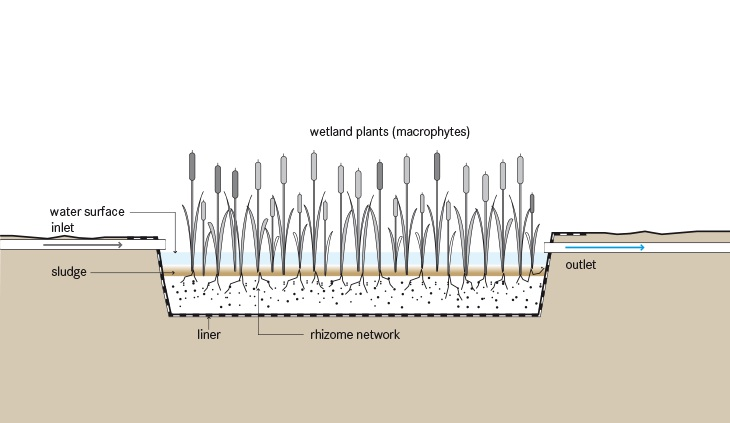 wetland plants (macrophytes)
water surface
inlet
sludge
outlet
liner
rhizome network